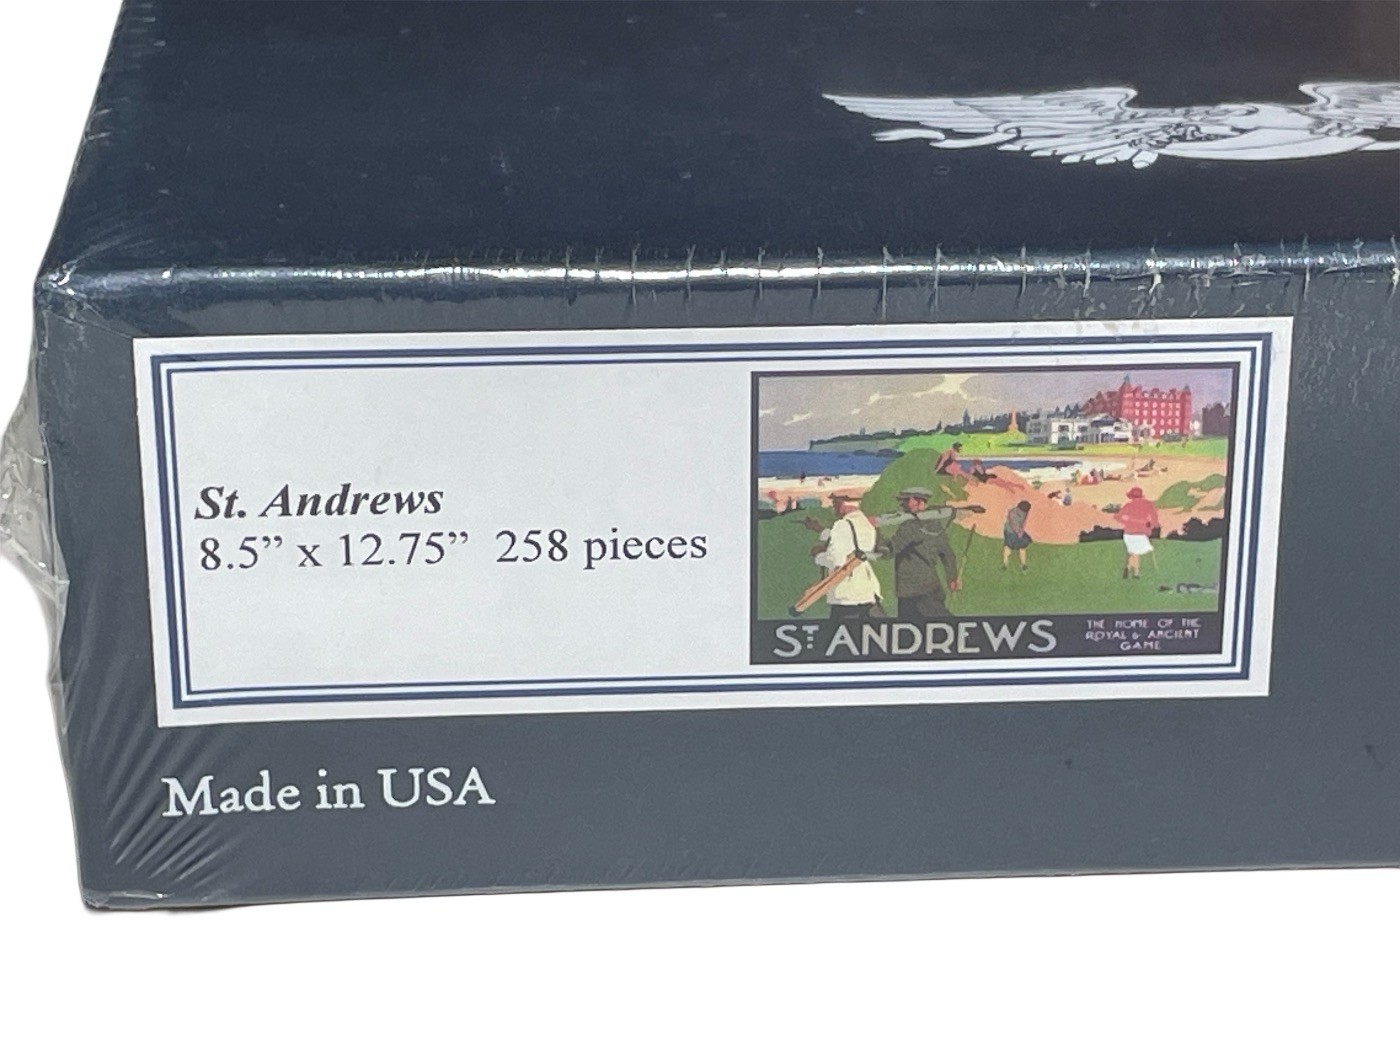 St. Andrews
8.5” x 12.75”  258 pieces
ST ANDREWS
THE HOME OF THE
ROYAL & ANCIENT
GAME
Made in USA